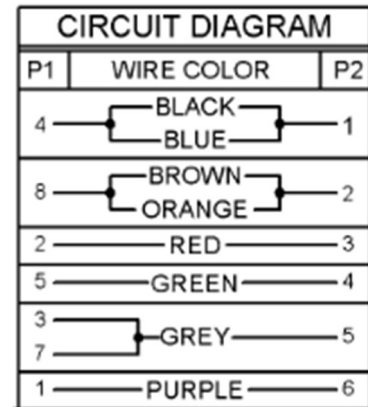 CIRCUIT DIAGRAM
P1 WIRE COLOR P2
BLACK
4 1
BLUE
BROWN
8 2
ORANGE
2 RED 3
5 GREEN 4
3
GREY 5
7
1 PURPLE 6